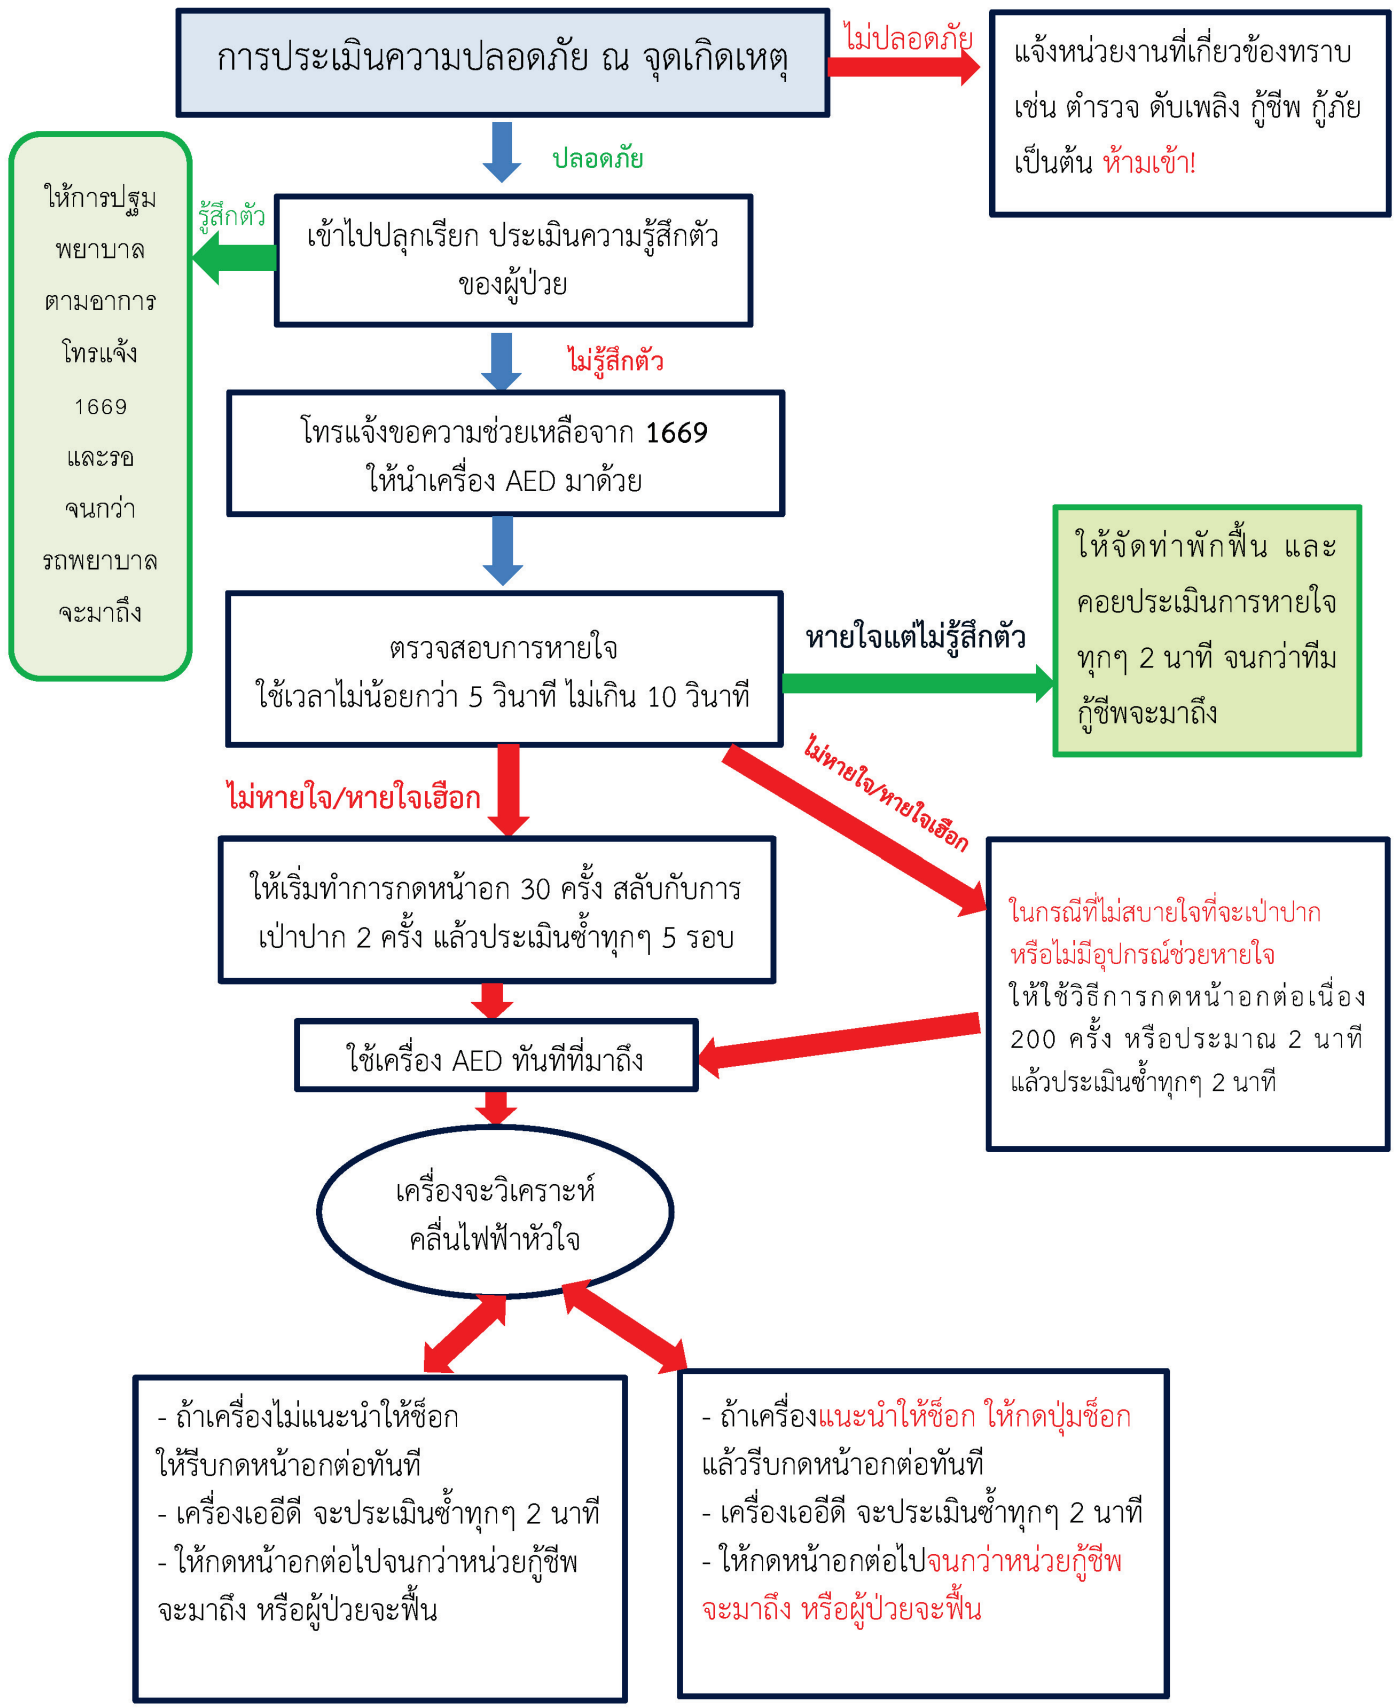 การประเมินความปลอดภัย ณ จุดเกิดเหตุ
ไม่ปลอดภัย
แจ้งหน่วยงานที่เกี่ยวข้องทราบ
เช่น ตำรวจ ดับเพลิง กู้ชีพ กู้ภัย
เป็นต้น ห้ามเข้า!
ปลอดภัย
เข้าไปปลุกเรียก ประเมินความรู้สึกตัว
ของผู้ป่วย
รู้สึกตัว
ให้การปฐม
พยาบาล
ตามอาการ
โทรแจ้ง
1669
และรอ
จนกว่า
รถพยาบาล
จะมาถึง
ไม่รู้สึกตัว
โทรแจ้งขอความช่วยเหลือจาก 1669
ให้นำเครื่อง AED มาด้วย
ตรวจสอบการหายใจ
ใช้เวลาไม่น้อยกว่า 5 วินาที ไม่เกิน 10 วินาที
หายใจแต่ไม่รู้สึกตัว
ให้จัดท่าพักฟื้น และ
คอยประเมินการหายใจ
ทุกๆ 2 นาที จนกว่าทีม
กู้ชีพจะมาถึง
ไม่หายใจ/หายใจเฮือก
ไม่หายใจ/หายใจเฮือก
ให้เริ่มทำการกดหน้าอก 30 ครั้ง สลับกับการ
เป่าปาก 2 ครั้ง แล้วประเมินซ้ำทุกๆ 5 รอบ
ในกรณีที่ไม่สบายใจที่จะเป่าปาก
หรือไม่มีอุปกรณ์ช่วยหายใจ
ให้ใช้วิธีการกดหน้าอกต่อเนื่อง
200 ครั้ง หรือประมาณ 2 นาที
แล้วประเมินซ้ำทุกๆ 2 นาที
ใช้เครื่อง AED ทันทีที่มาถึง
เครื่องจะวิเคราะห์
คลื่นไฟฟ้าหัวใจ
- ถ้าเครื่องไม่แนะนำให้ช็อก
ให้รีบกดหน้าอกต่อทันที
- เครื่องเออีดี จะประเมินซ้ำทุกๆ 2 นาที
- ให้กดหน้าอกต่อไปจนกว่าหน่วยกู้ชีพ
จะมาถึง หรือผู้ป่วยจะฟื้น
- ถ้าเครื่องแนะนำให้ช็อก ให้กดปุ่มช็อก
แล้วรีบกดหน้าอกต่อทันที
- เครื่องเออีดี จะประเมินซ้ำทุกๆ 2 นาที
- ให้กดหน้าอกต่อไปจนกว่าหน่วยกู้ชีพ
จะมาถึง หรือผู้ป่วยจะฟื้น